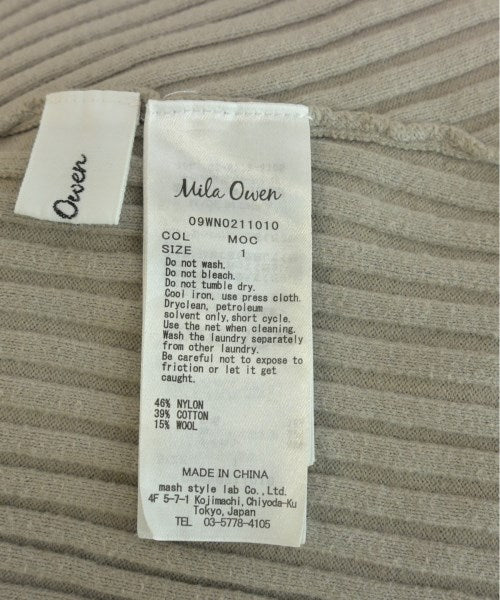 Owen
Mila Owen
09WN0211010
COL MOC
SIZE 1
Do not wash.
Do not bleach.
Do not tumble dry.
Cool iron, use press cloth.
Dryclean, petroleum
solvent only, short cycle.
Use the net when cleaning.
Wash the laundry separately
from other laundry.
Be careful not to expose to
friction or let it get
caught.
46% NYLON
39% COTTON
15% WOOL
MADE IN CHINA
mash style lab Co., Ltd.
4F 5-7-1 Kojimachi, Chiyoda-Ku
Tokyo, Japan
TEL 03-5778-4105